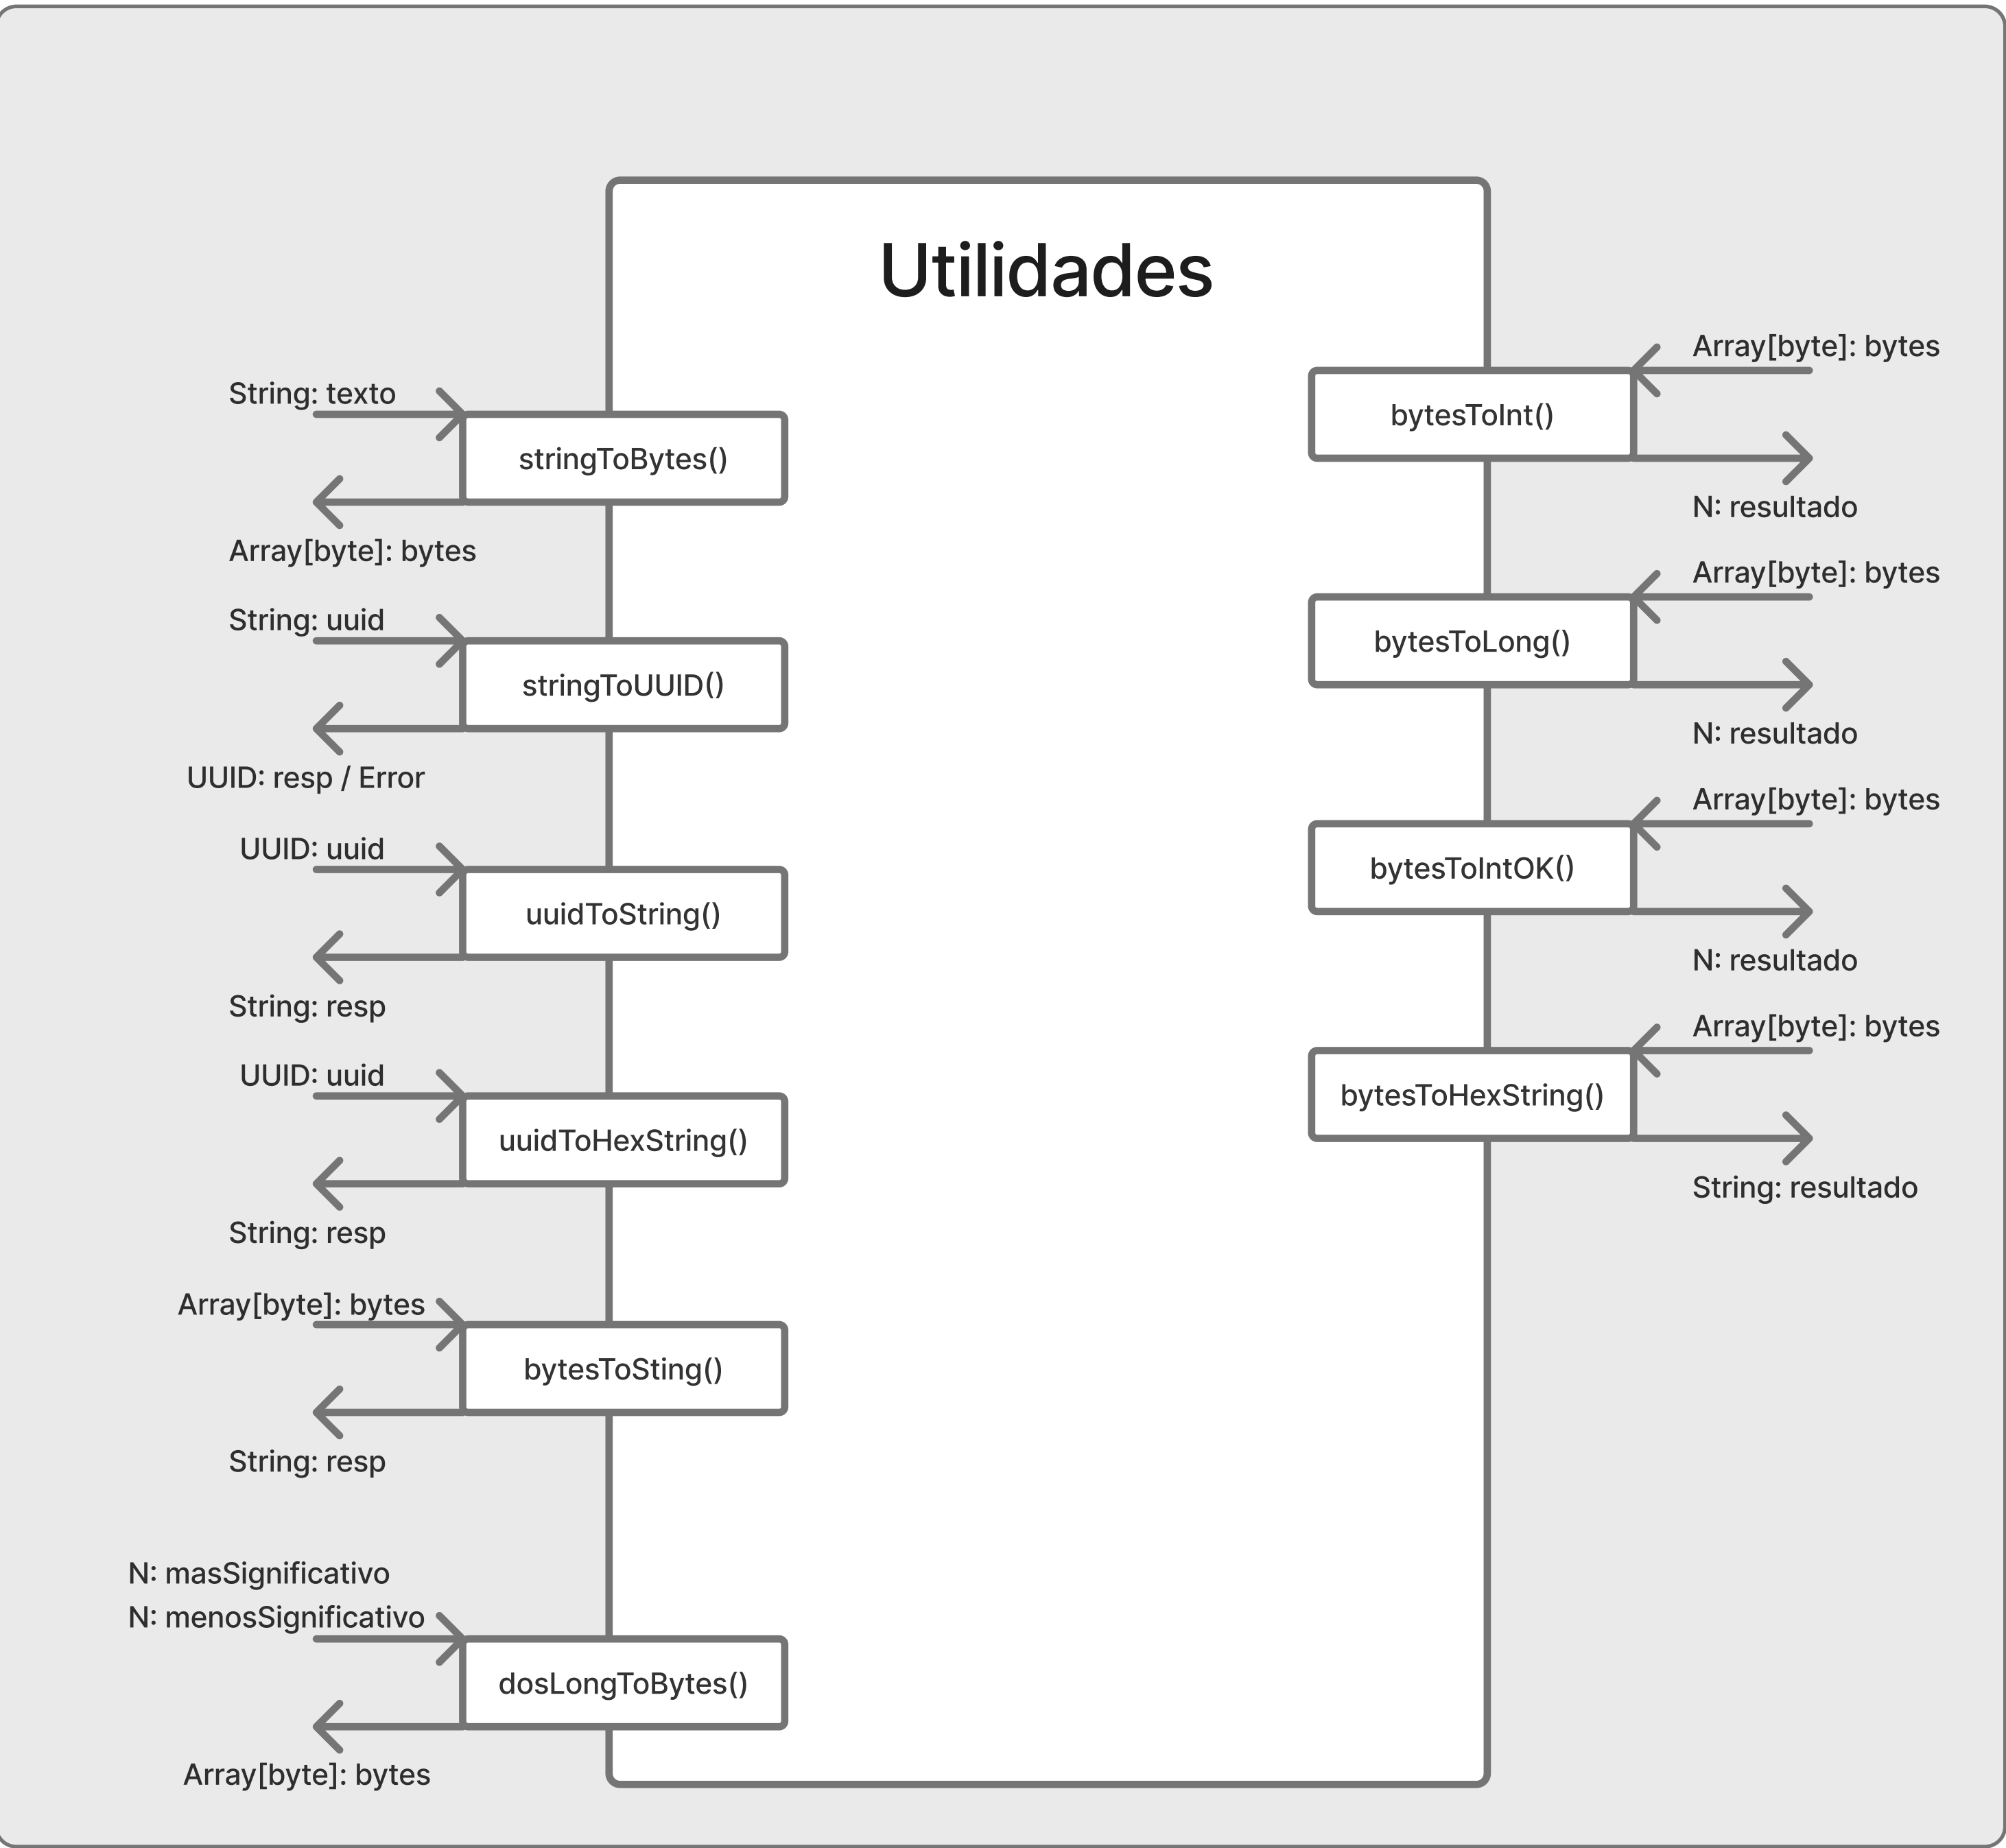 Utilidades
String: texto
stringToBytes()
Array[byte]: bytes
String: uuid
stringToUUID()
UUID: resp / Error
UUID: uuid
uuidToString()
String: resp
UUID: uuid
uuidToHexString()
String: resp
Array[byte]: bytes
bytesToSting()
String: resp
N: masSignificativo
N: menosSignificativo
dosLongToBytes()
Array[byte]: bytes
Array[byte]: bytes
bytesToInt()
N: resultado
Array[byte]: bytes
bytesToLong()
N: resultado
Array[byte]: bytes
bytesToIntOK()
N: resultado
Array[byte]: bytes
bytesToHexString()
String: resultado